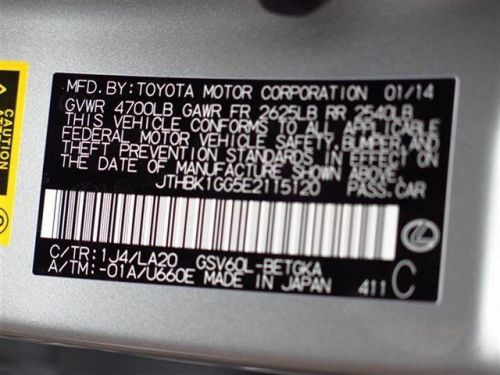 MFD. BY: TOYOTA MOTOR CORPORATION 01/14
GVWR 4700LB GAWR FR 2625LB RR 2540LB
THIS VEHICLE CONFORMS TO ALL APPLICABLE
FEDERAL MOTOR VEHICLE SAFETY, BUMPER, AND
THEFT PREVENTION STANDARDS IN EFFECT ON
THE DATE OF MANUFACTURE SHOWN ABOVE.
JTHBK1GG5E2115120 PASS. CAR
C/TR: 1J4/LA20 GSV60L-BETGKA
A/TM: -01A/U660E MADE IN JAPAN 411 C
CAUTION